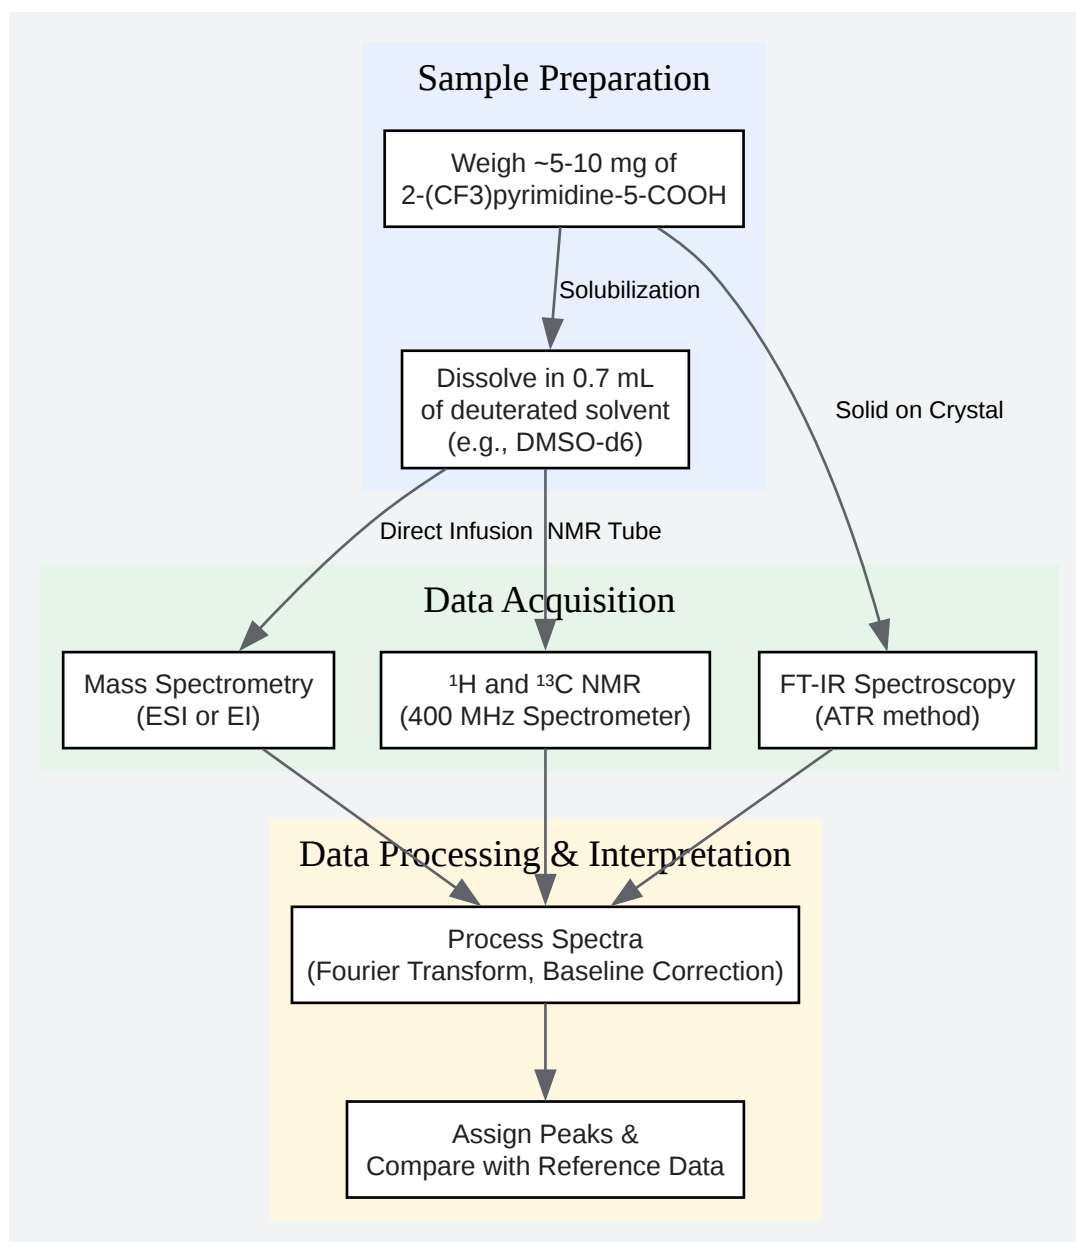 Sample Preparation
Weigh ~5-10 mg of
2-(CF3)pyrimidine-5-COOH
Solubilization
Dissolve in 0.7 mL
of deuterated solvent
(e.g., DMSO-d6)
Solid on Crystal
Direct Infusion
NMR Tube
Data Acquisition
Mass Spectrometry
(ESI or EI)
¹H and ¹³C NMR
(400 MHz Spectrometer)
FT-IR Spectroscopy
(ATR method)
Data Processing & Interpretation
Process Spectra
(Fourier Transform, Baseline Correction)
Assign Peaks &
Compare with Reference Data